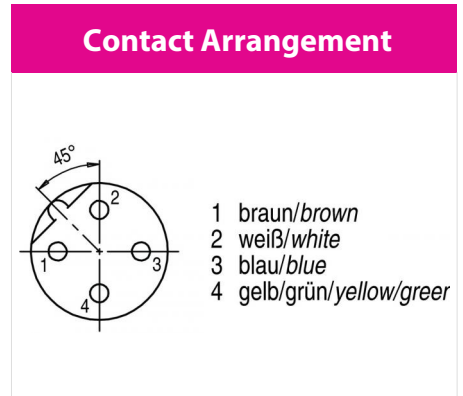 Contact Arrangement
45°
2
1
3
4
1 braun/brown
2 weiß/white
3 blau/blue
4 gelb/grün/yellow/greer